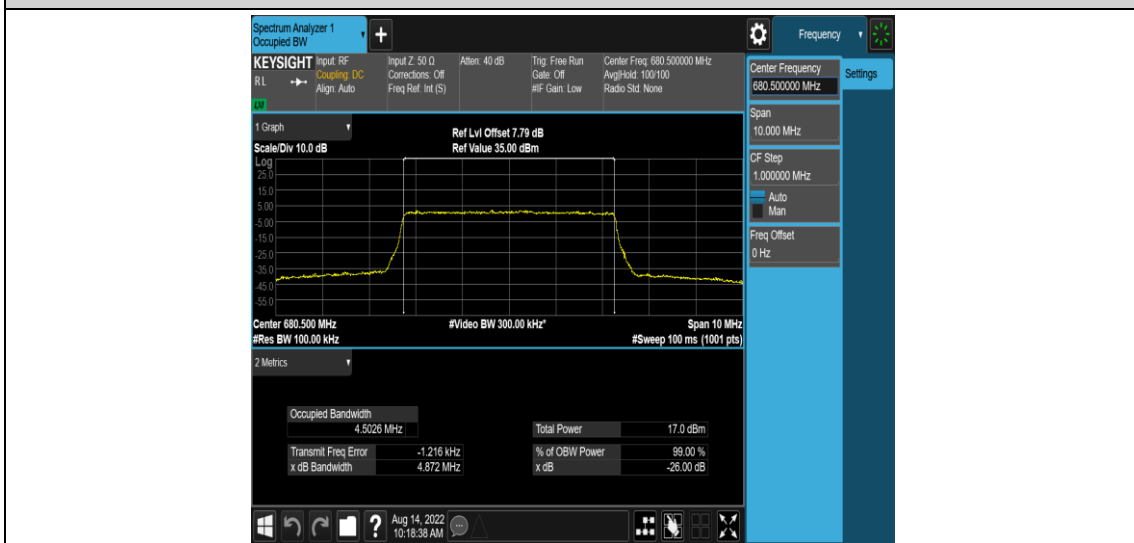 Spectrum Analyzer 1
Occupied BW
+
Frequency
KEYSIGHT Input: RF Input Z: 50 Ω Atten: 40 dB Trig: Free Run Center Freq: 680.500000 MHz
RL Coupling: DC Corrections: Off Gate: Off Avg|Hold: 100/100
Align: Auto Freq Ref: Int (S) #IF Gain: Low Radio Std: None
LXI
Center Frequency
680.500000 MHz
Settings
Span
10.000 MHz
CF Step
1.000000 MHz
Auto
Man
Freq Offset
0 Hz
1 Graph
Ref Lvl Offset 7.79 dB
Scale/Div 10.0 dB Ref Value 35.00 dBm
Log
25.0
15.0
5.00
-5.00
-15.0
-25.0
-35.0
-45.0
-55.0
Center 680.500 MHz #Video BW 300.00 kHz* Span 10 MHz
#Res BW 100.00 kHz #Sweep 100 ms (1001 pts)
2 Metrics
Occupied Bandwidth
4.5026 MHz Total Power 17.0 dBm
Transmit Freq Error -1.216 kHz % of OBW Power 99.00 %
x dB Bandwidth 4.872 MHz x dB -26.00 dB
? Aug 14, 2022
10:18:38 AM